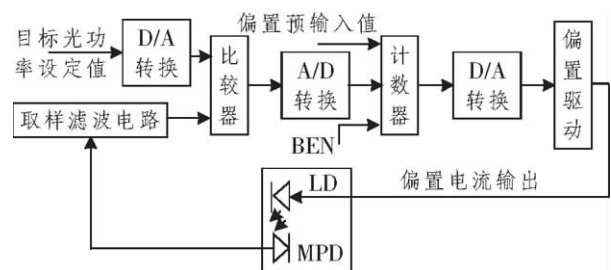 目标光功
率设定值
D/A
转换
比较器
偏置预输入值
A/D
转换
BEN
计数器
D/A
转换
偏置驱动
取样滤波电路
LD
MPD
偏置电流输出